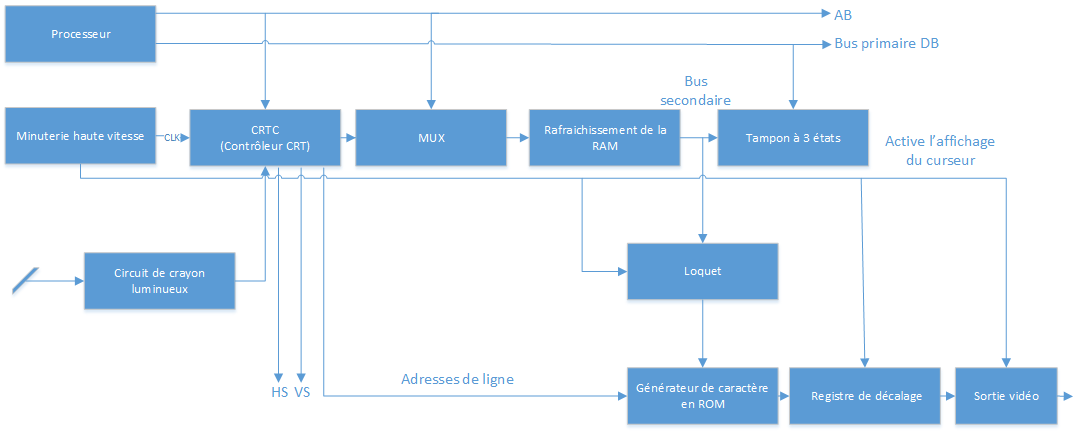 AB
Processeur
Bus primaire DB
Bus
secondaire
Minuterie haute vitesse
CLK
CRTC
(Contrôleur CRT)
MUX
Rafraichissement de la
RAM
Tampon à 3 états
Active l’affichage
du curseur
Circuit de crayon
lumineux
Loquet
HS
VS
Adresses de ligne
Générateur de caractère
en ROM
Registre de décalage
Sortie vidéo